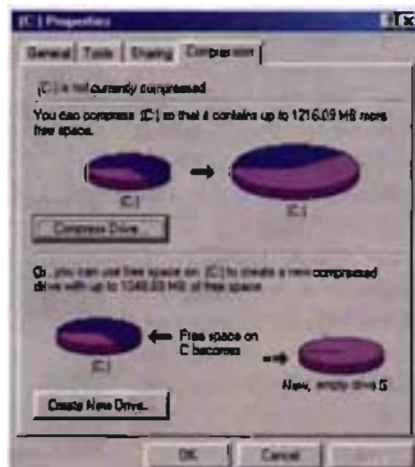 (C:) Properties
General Tools Sharing Compression
(C:) is not currently compressed
You can compress (C:) so that it contains up to 1216.09 MB more
free space.
(C:)
(C:)
Compress Drive...
Or, you can use free space on (C:) to create a new compressed
drive with up to MB of free space
Free space on
C becomes
(C:)
New, empty drive
Create New Drive...
OK Cancel